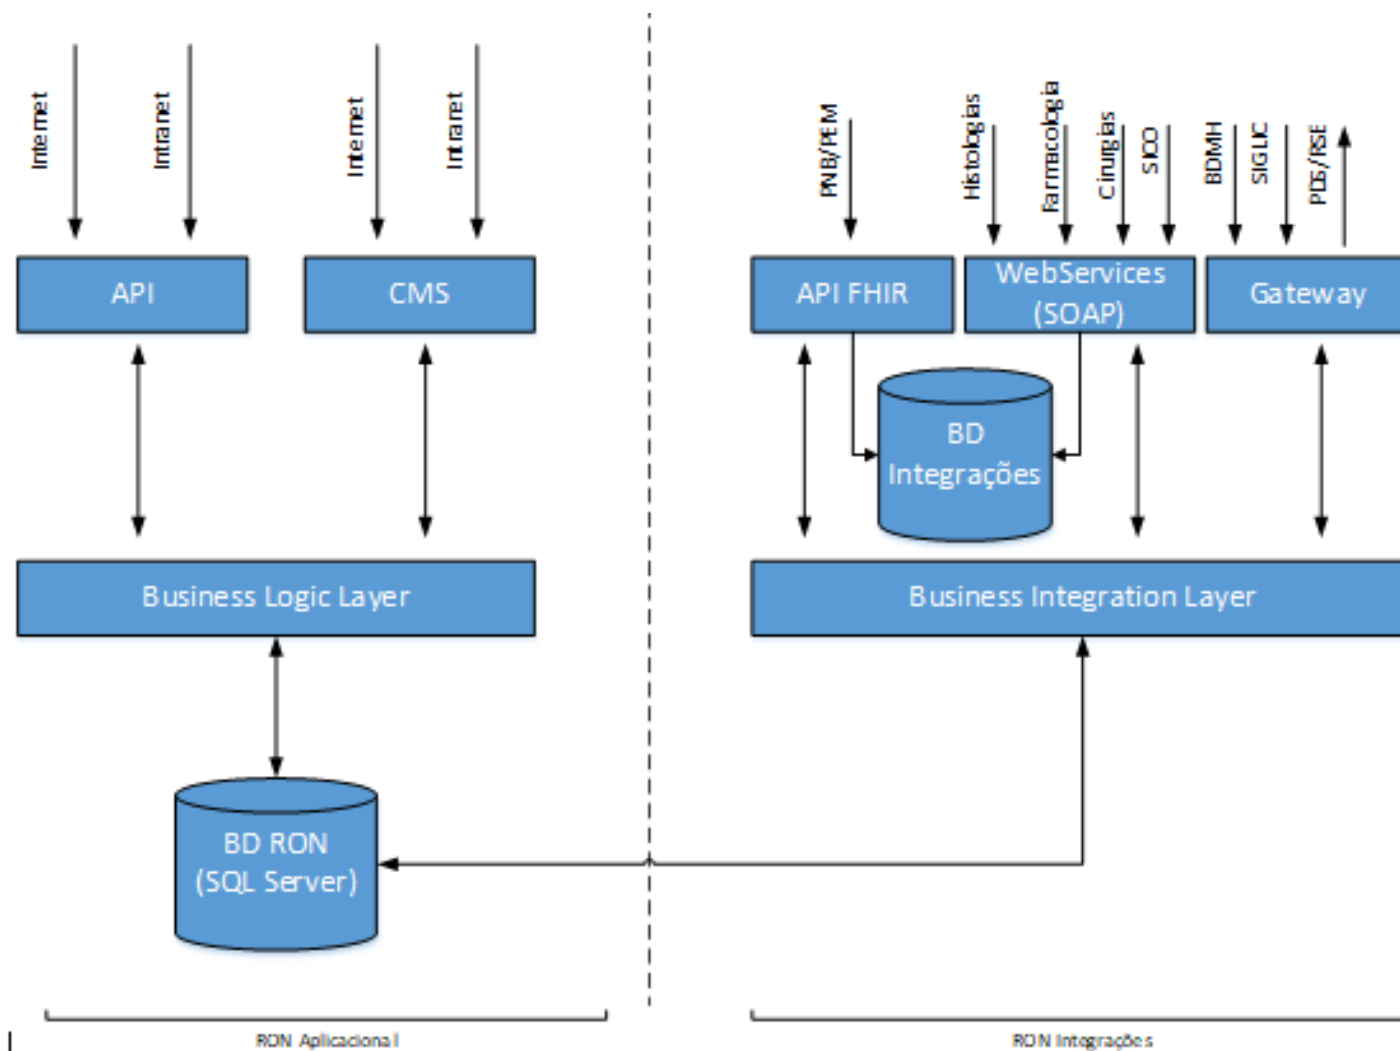 Internet
Intranet
Internet
Intranet
PNB/PEM
Histologias
Farmacologia
Cirurgias
SICO
BDMH
SIGLIC
PDS/RSE
API
CMS
API FHIR
WebServices
(SOAP)
Gateway
BD
Integrações
Business Logic Layer
Business Integration Layer
BD RON
(SQL Server)
RON Aplicacional
RON Integrações